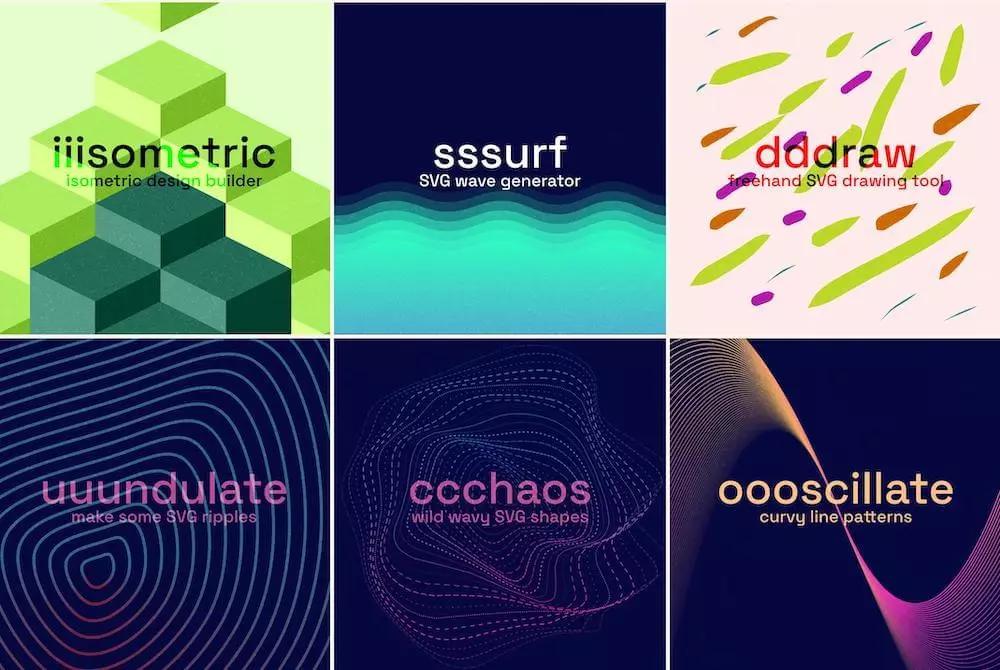 iiisometric
isometric design builder
sssurf
SVG wave generator
dddraw
freehand SVG drawing tool
uuundulate
make some SVG ripples
ccchaos
wild wavy SVG shapes
oooscillate
curvy line patterns